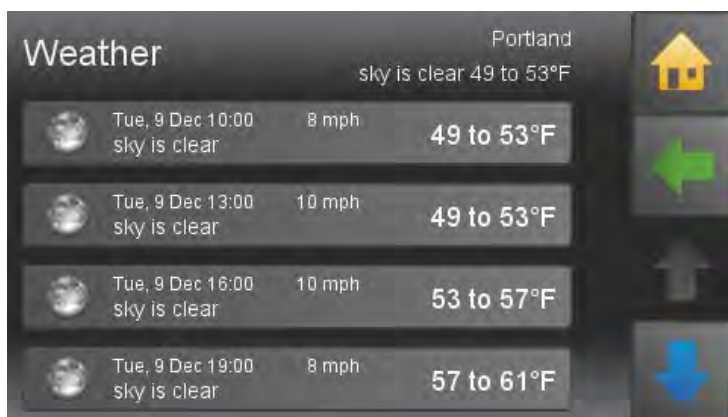 Weather
Portland
sky is clear 49 to 53°F
Tue, 9 Dec 10:00 8 mph 49 to 53°F
sky is clear
Tue, 9 Dec 13:00 10 mph 49 to 53°F
sky is clear
Tue, 9 Dec 16:00 10 mph 53 to 57°F
sky is clear
Tue, 9 Dec 19:00 8 mph 57 to 61°F
sky is clear